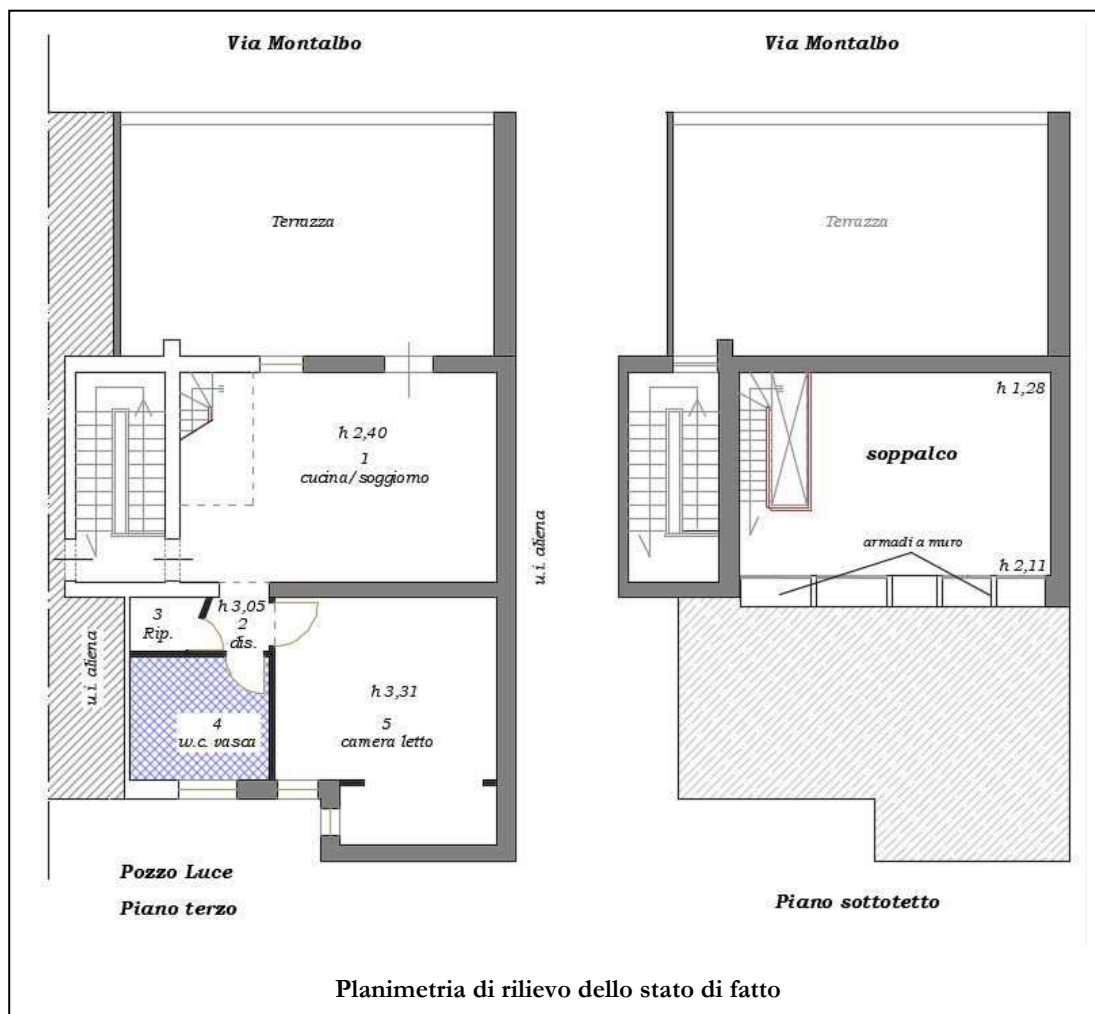 Via Montalbo
Terrazza
h 2,40
1
cucina/soggiorno
u.i. aliena
h 3,05
2
dis.
3
Rip.
u.i. aliena
4
w.c. vasca
h 3,31
5
camera letto
Pozzo Luce
Piano terzo
Via Montalbo
Terrazza
h 1,28
soppalco
armadi a muro
h 2,11
Piano sottotetto
Planimetria di rilievo dello stato di fatto